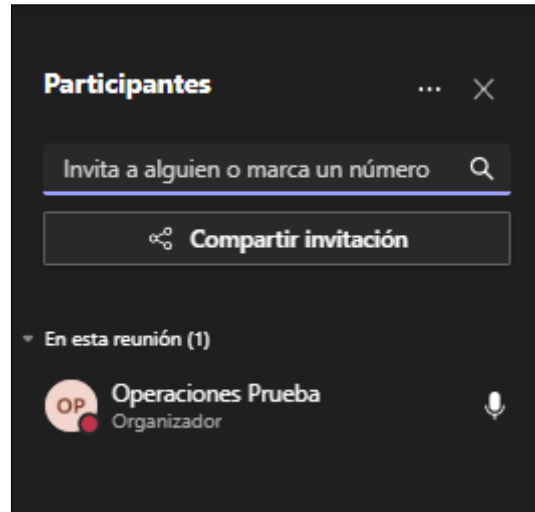 Participantes
Invita a alguien o marca un número
Compartir invitación
En esta reunión (1)
OP
Operaciones Prueba
Organizador